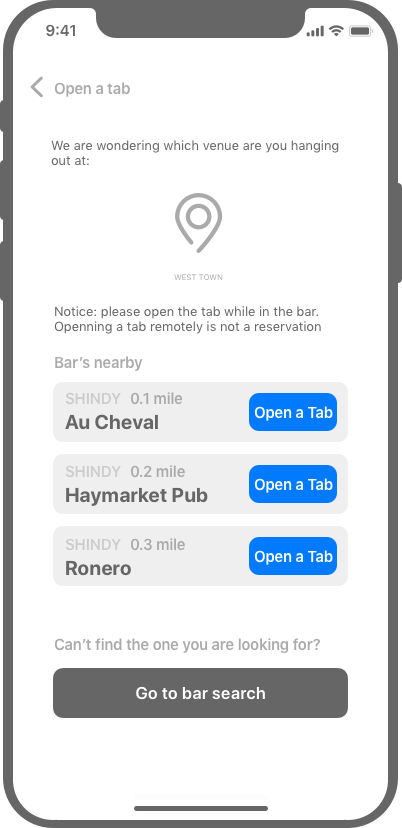 9:41
Open a tab
We are wondering which venue are you hanging
out at:
WEST TOWN
Notice: please open the tab while in the bar.
Openning a tab remotely is not a reservation
Bar's nearby
SHINDY 0.1 mile
Au Cheval
Open a Tab
SHINDY 0.2 mile
Haymarket Pub
Open a Tab
SHINDY 0.3 mile
Ronero
Open a Tab
Can't find the one you are looking for?
Go to bar search